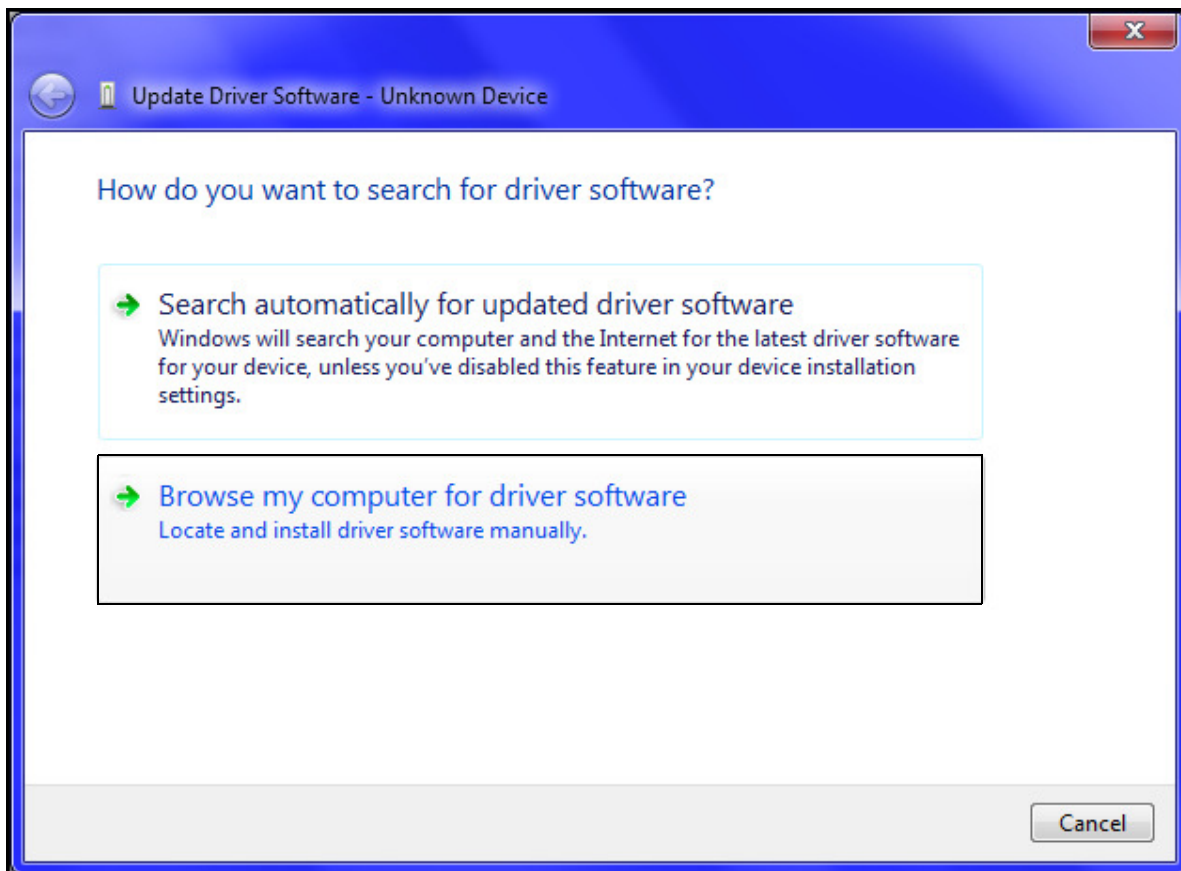 Update Driver Software - Unknown Device
How do you want to search for driver software?
Search automatically for updated driver software
Windows will search your computer and the Internet for the latest driver software
for your device, unless you've disabled this feature in your device installation
settings.
Browse my computer for driver software
Locate and install driver software manually.
Cancel